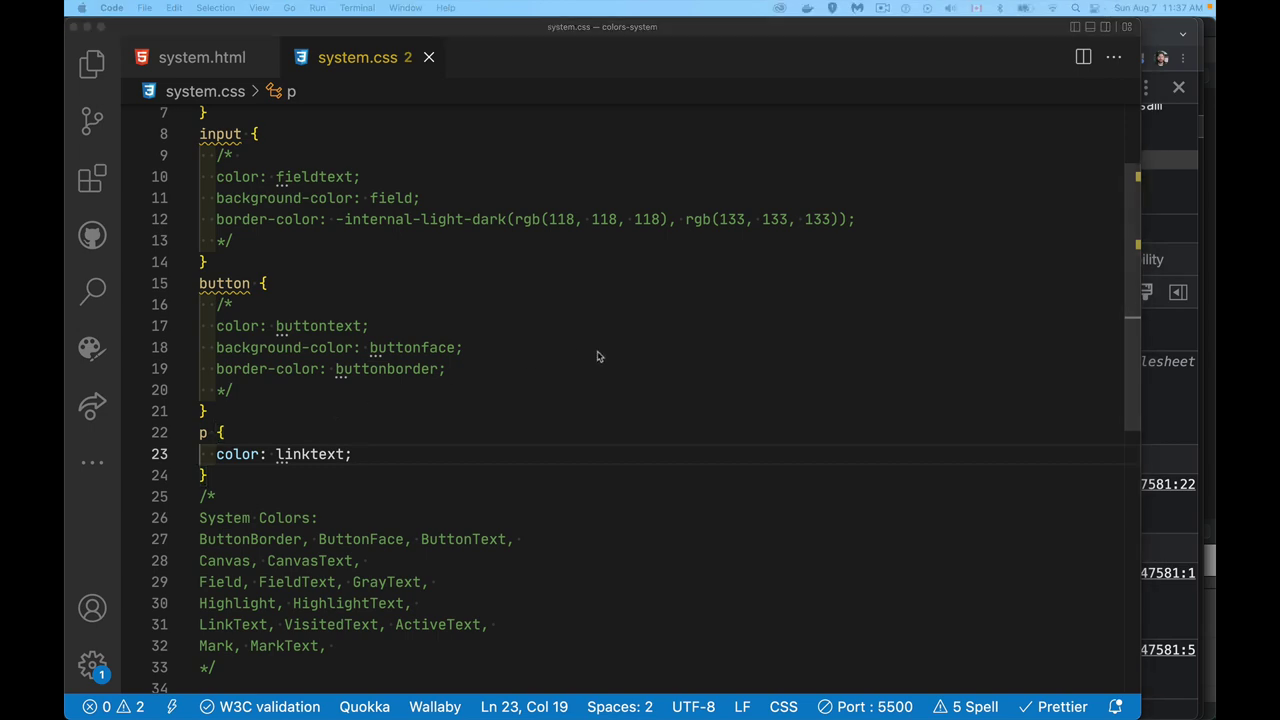 Code File Edit Selection View Go Run Terminal Window Help Sun Aug 7 11:37 AM
system.css — colors-system
system.html system.css 2
system.css > p
7 }
8 input {
9 /*
10 color: fieldtext;
11 background-color: field;
12 border-color: -internal-light-dark(rgb(118, 118, 118), rgb(133, 133, 133));
13 */
14 }
15 button {
16 /*
17 color: buttontext;
18 background-color: buttonface;
19 border-color: buttonborder;
20 */
21 }
22 p {
23 color: linktext;
24 }
25 /*
26 System Colors:
27 ButtonBorder, ButtonFace, ButtonText,
28 Canvas, CanvasText,
29 Field, FieldText, GrayText,
30 Highlight, HighlightText,
31 LinkText, VisitedText, ActiveText,
32 Mark, MarkText,
33 */
34
bility
lesheet
47581:22
47581:1
47581:5
1
0 2 W3C validation Quokka Wallaby Ln 23, Col 19 Spaces: 2 UTF-8 LF CSS Port : 5500 5 Spell Prettier